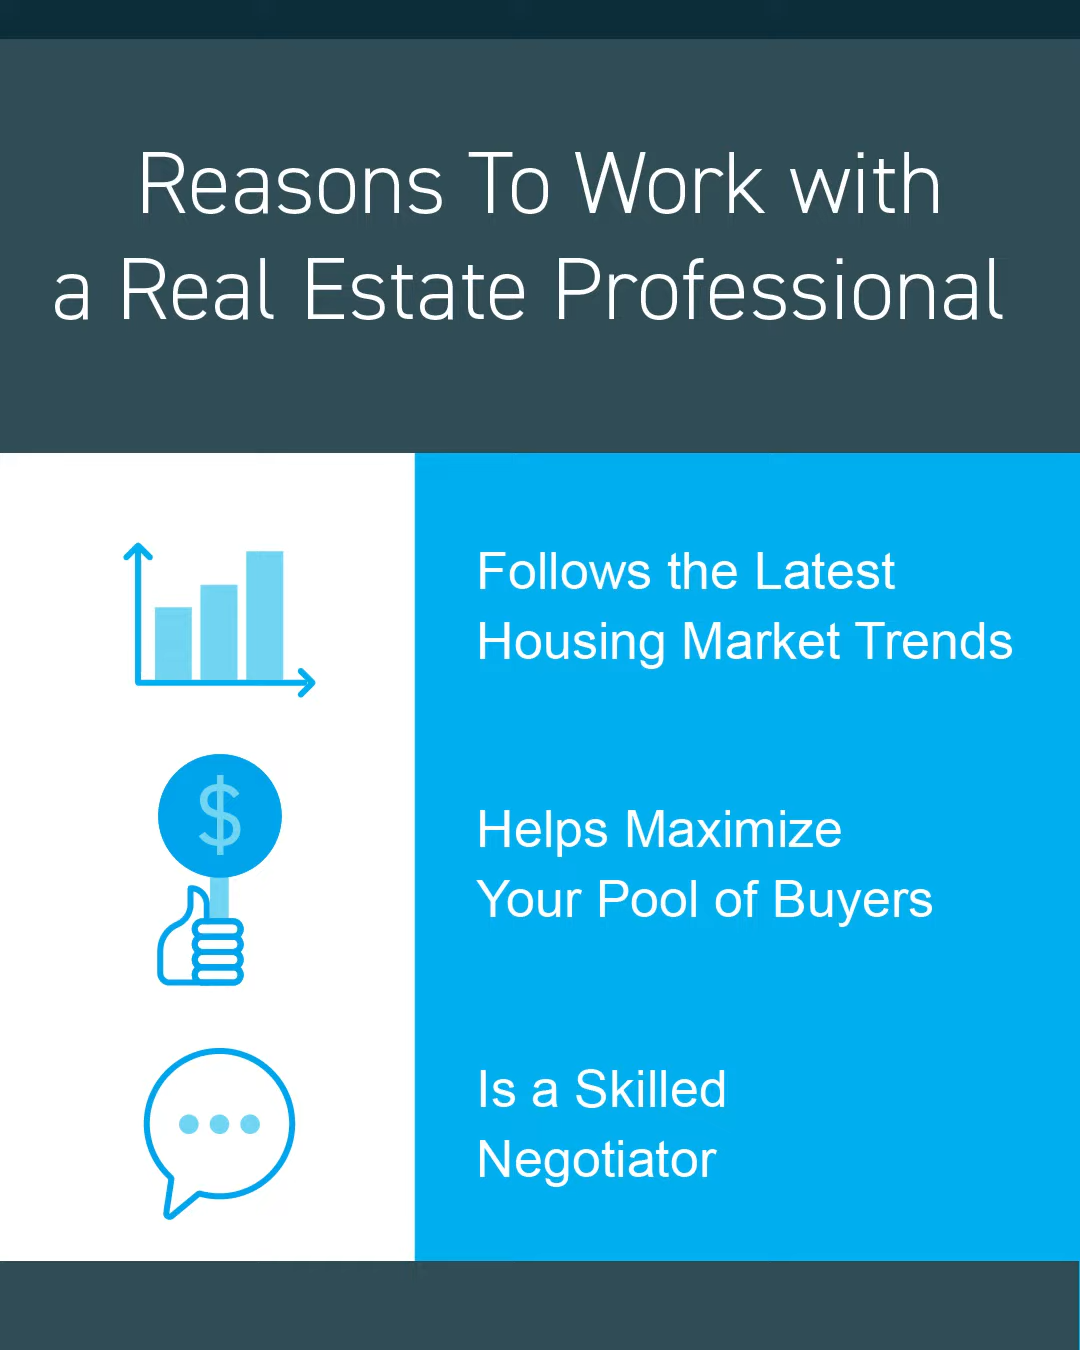 Reasons To Work with
a Real Estate Professional
Follows the Latest
Housing Market Trends
$
Helps Maximize
Your Pool of Buyers
Is a Skilled
Negotiator